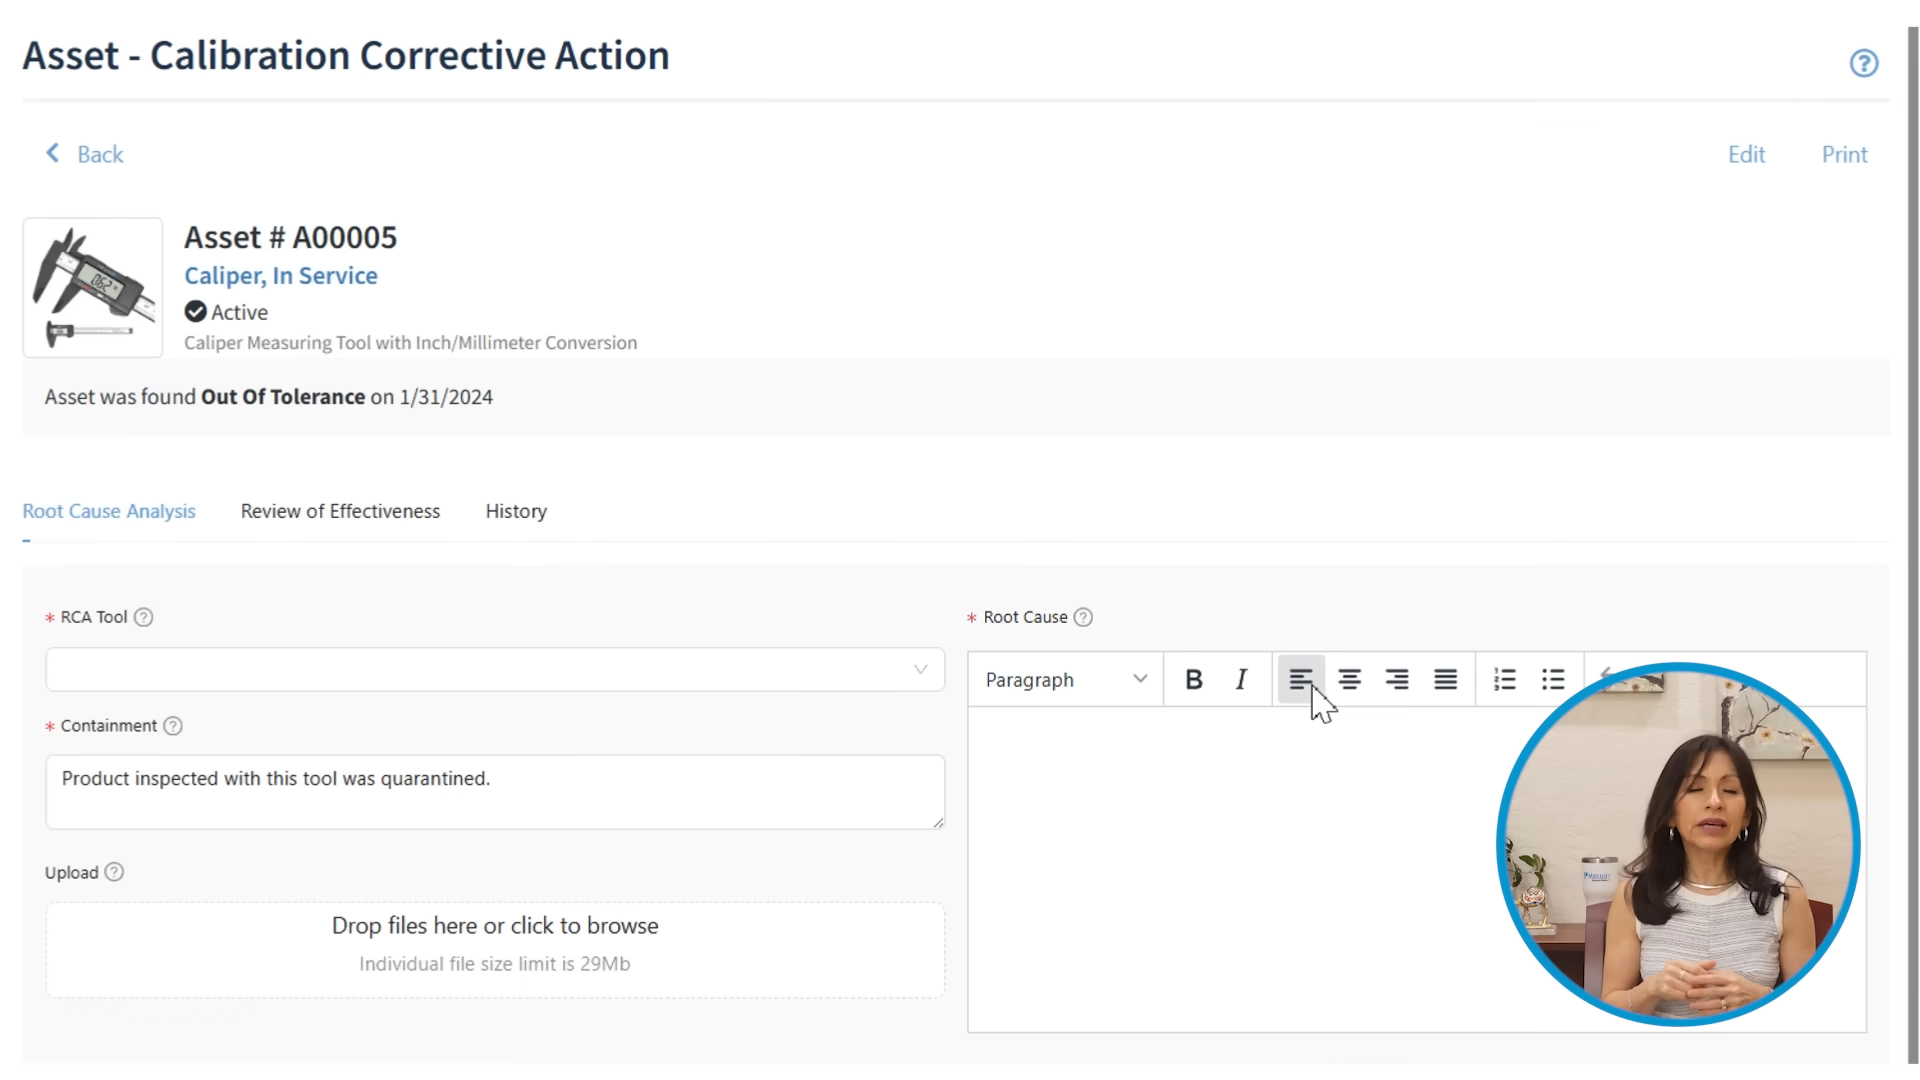 Asset - Calibration Corrective Action
Back
Edit
Print
Asset # A00005
Caliper, In Service
Active
Caliper Measuring Tool with Inch/Millimeter Conversion
Asset was found Out Of Tolerance on 1/31/2024
Root Cause Analysis
Review of Effectiveness
History
* RCA Tool
* Containment
Product inspected with this tool was quarantined.
Upload
Drop files here or click to browse
Individual file size limit is 29Mb
* Root Cause
Paragraph
B I